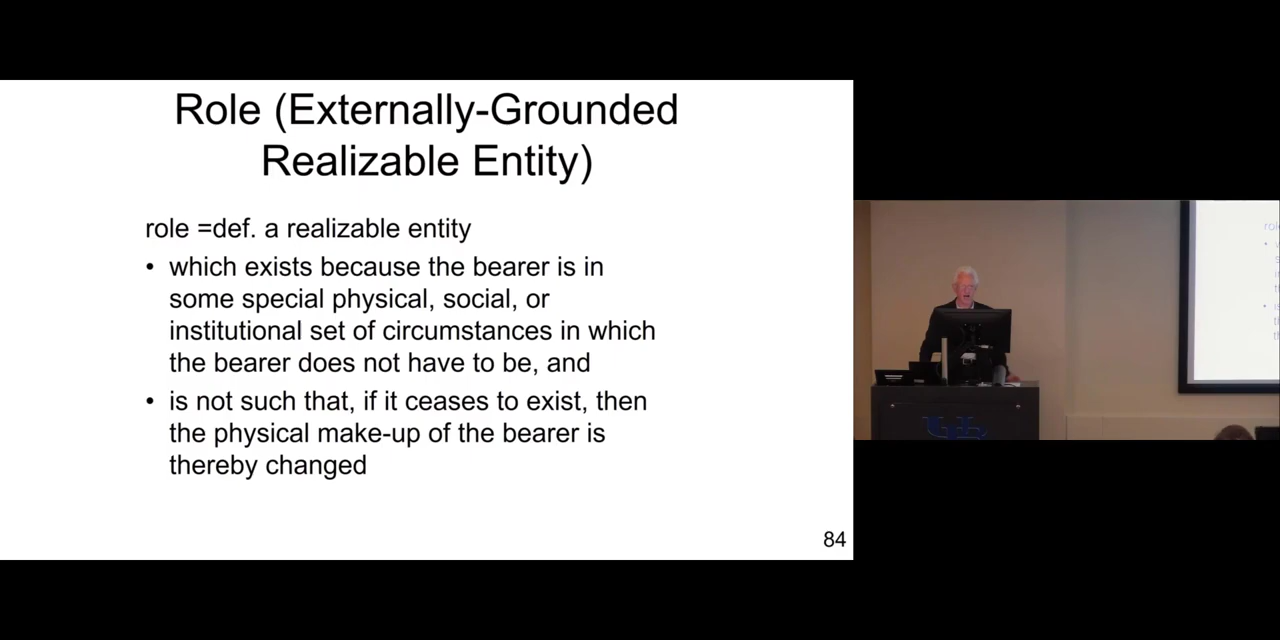 Role (Externally-Grounded
Realizable Entity)
role =def. a realizable entity
• which exists because the bearer is in
some special physical, social, or
institutional set of circumstances in which
the bearer does not have to be, and
• is not such that, if it ceases to exist, then
the physical make-up of the bearer is
thereby changed
84